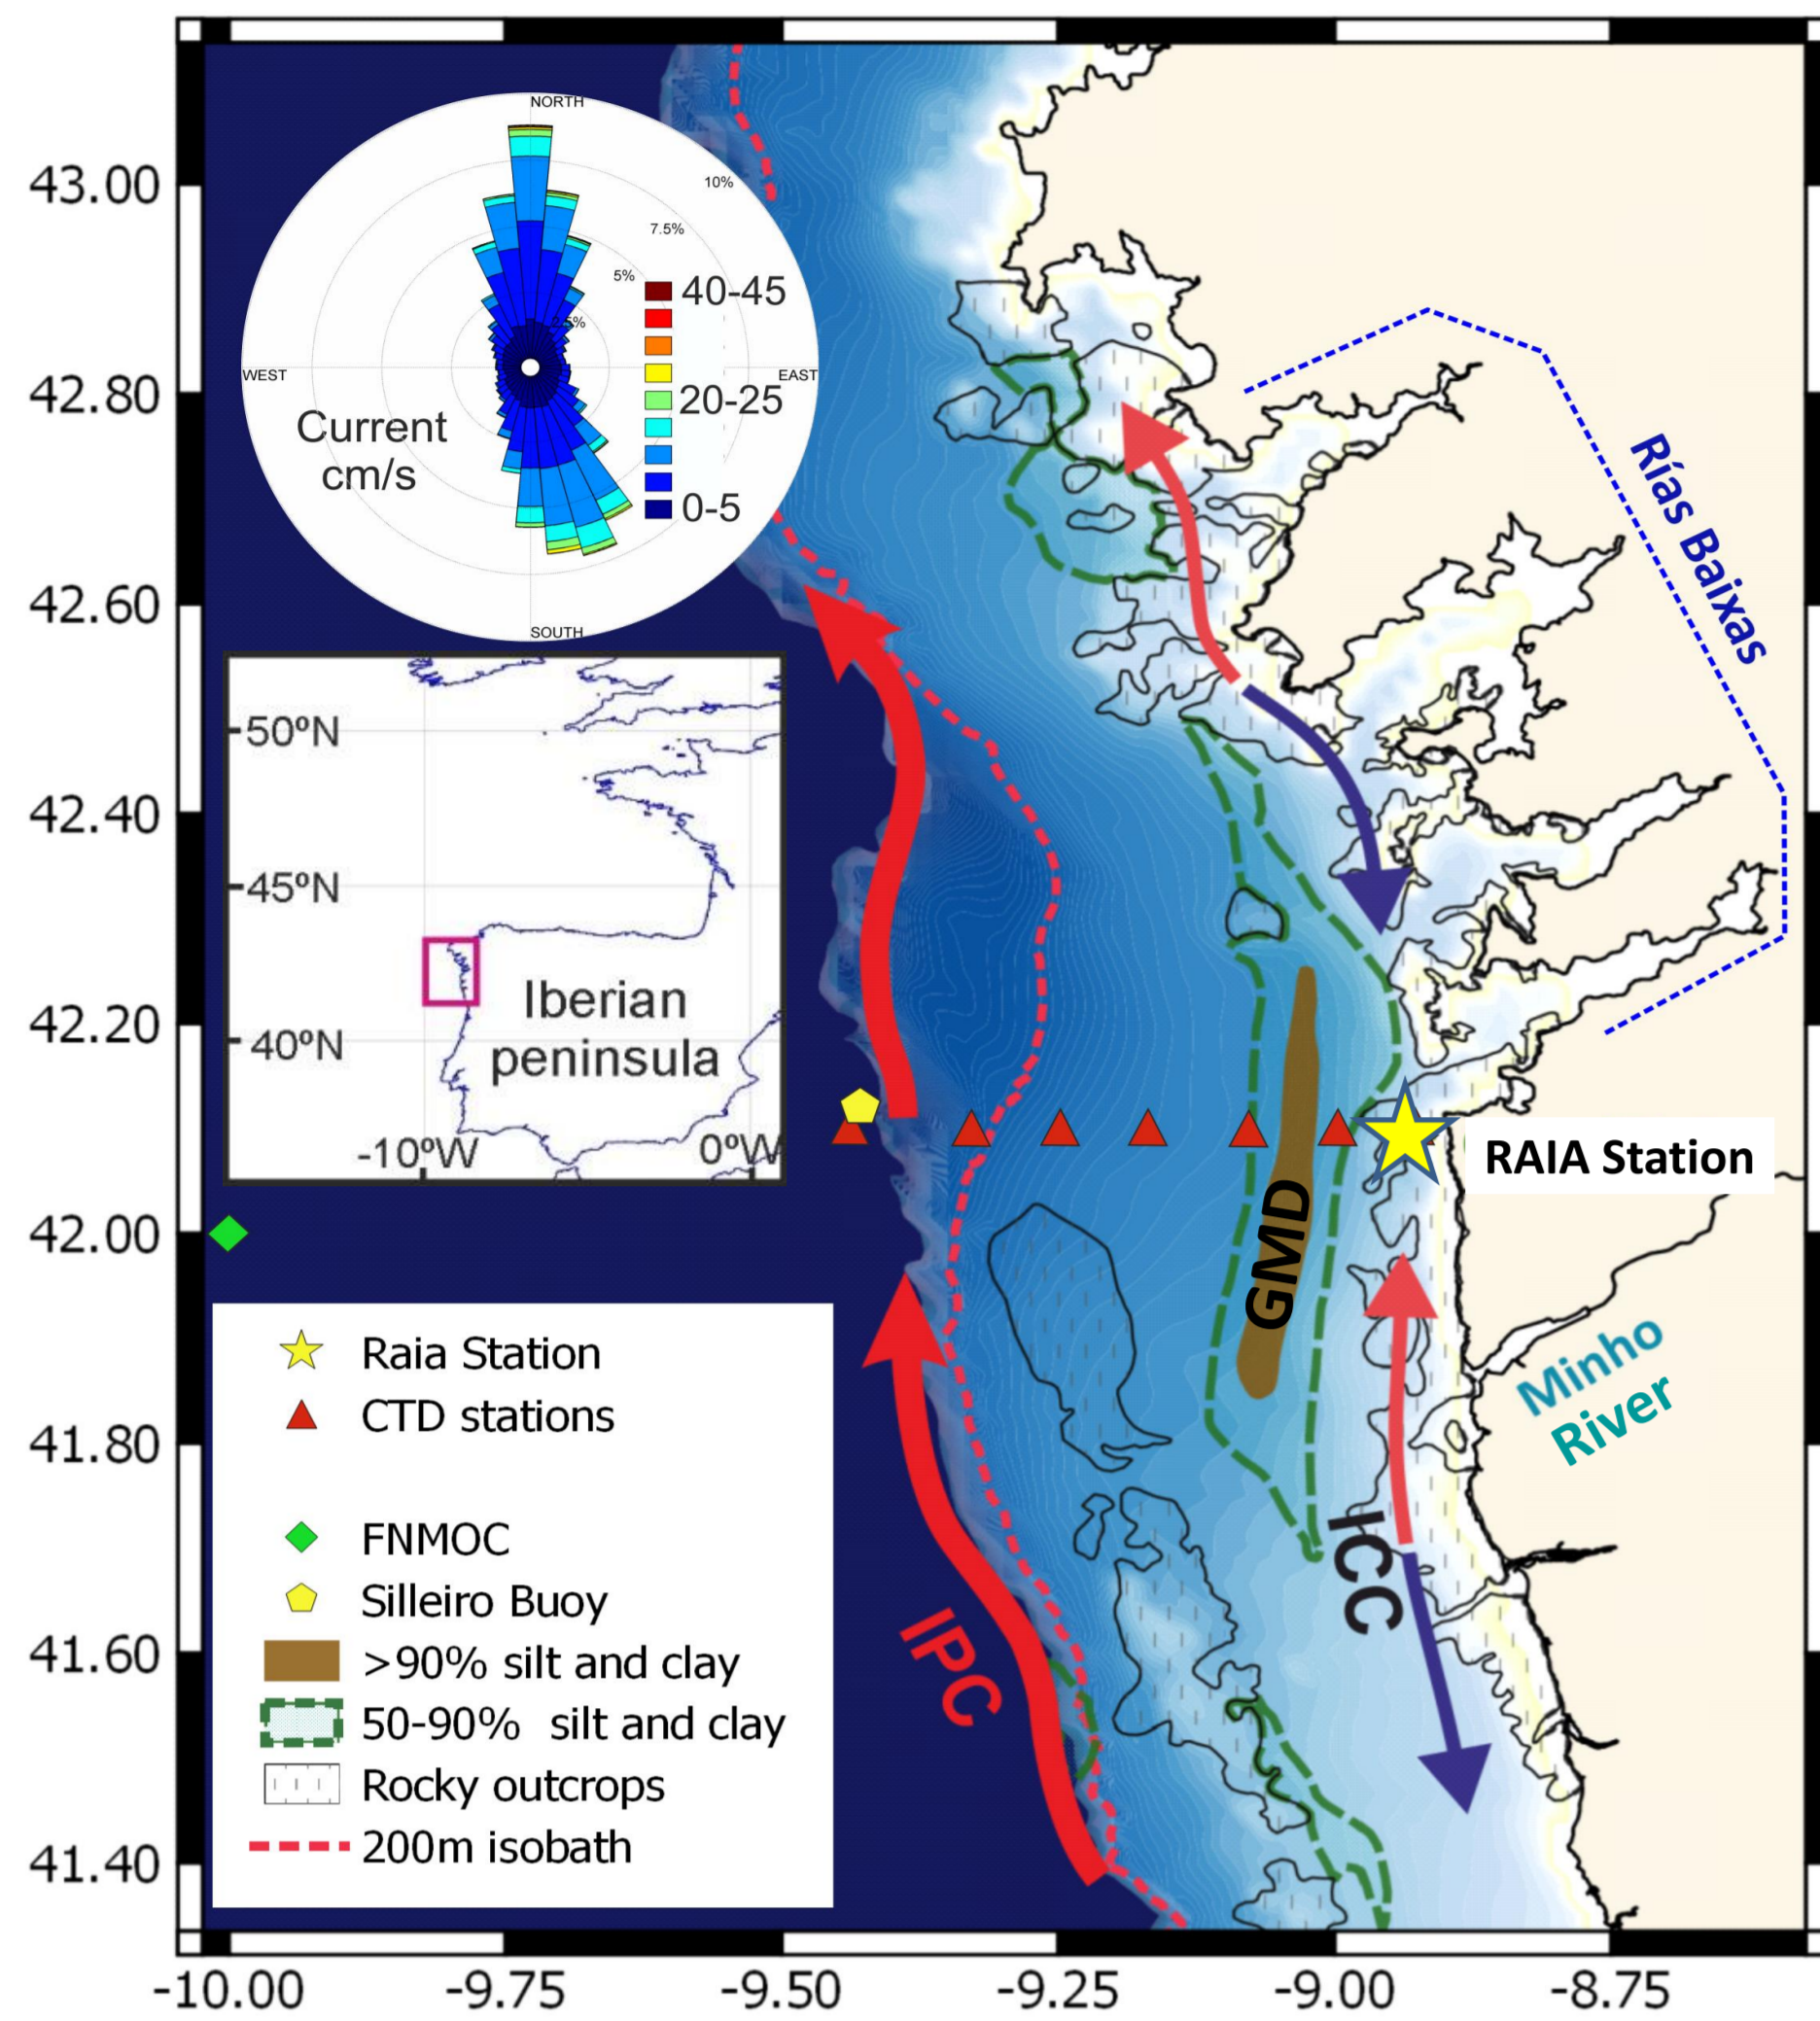 NORTH
10%
7.5%
5%
2.5%
WEST
EAST
SOUTH
Current
cm/s
40-45
20-25
0-5
43.00
42.80
42.60
42.40
42.20
42.00
41.80
41.60
41.40
50ºN
45ºN
40ºN
Iberian
peninsula
-10ºW
0ºW
Rías Baixas
RAIA Station
GMD
Minho
River
ICC
IPC
Raia Station
CTD stations
FNMOC
Silleiro Buoy
>90% silt and clay
50-90% silt and clay
Rocky outcrops
200m isobath
-10.00
-9.75
-9.50
-9.25
-9.00
-8.75